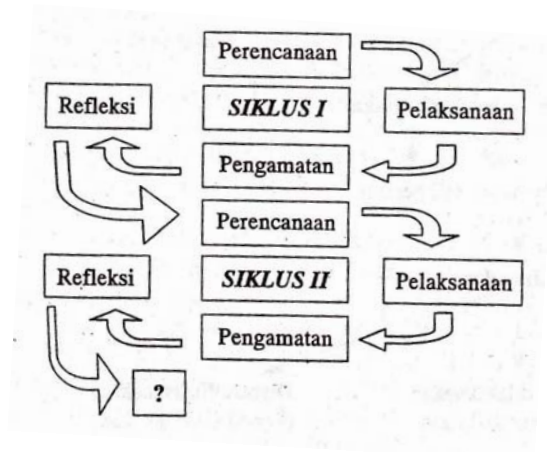 Perencanaan
Refleksi
SIKLUS I
Pelaksanaan
Pengamatan
Perencanaan
Refleksi
SIKLUS II
Pelaksanaan
Pengamatan
?